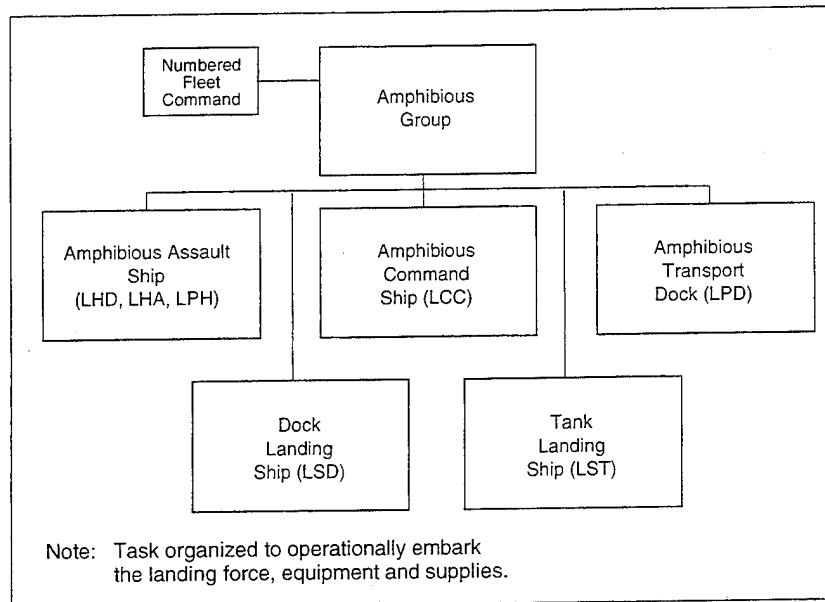 Numbered
Fleet
Command
Amphibious
Group
Amphibious Assault
Ship
(LHD, LHA, LPH)
Amphibious
Command
Ship (LCC)
Amphibious
Transport
Dock (LPD)
Dock
Landing
Ship (LSD)
Tank
Landing
Ship (LST)
Note: Task organized to operationally embark
the landing force, equipment and supplies.